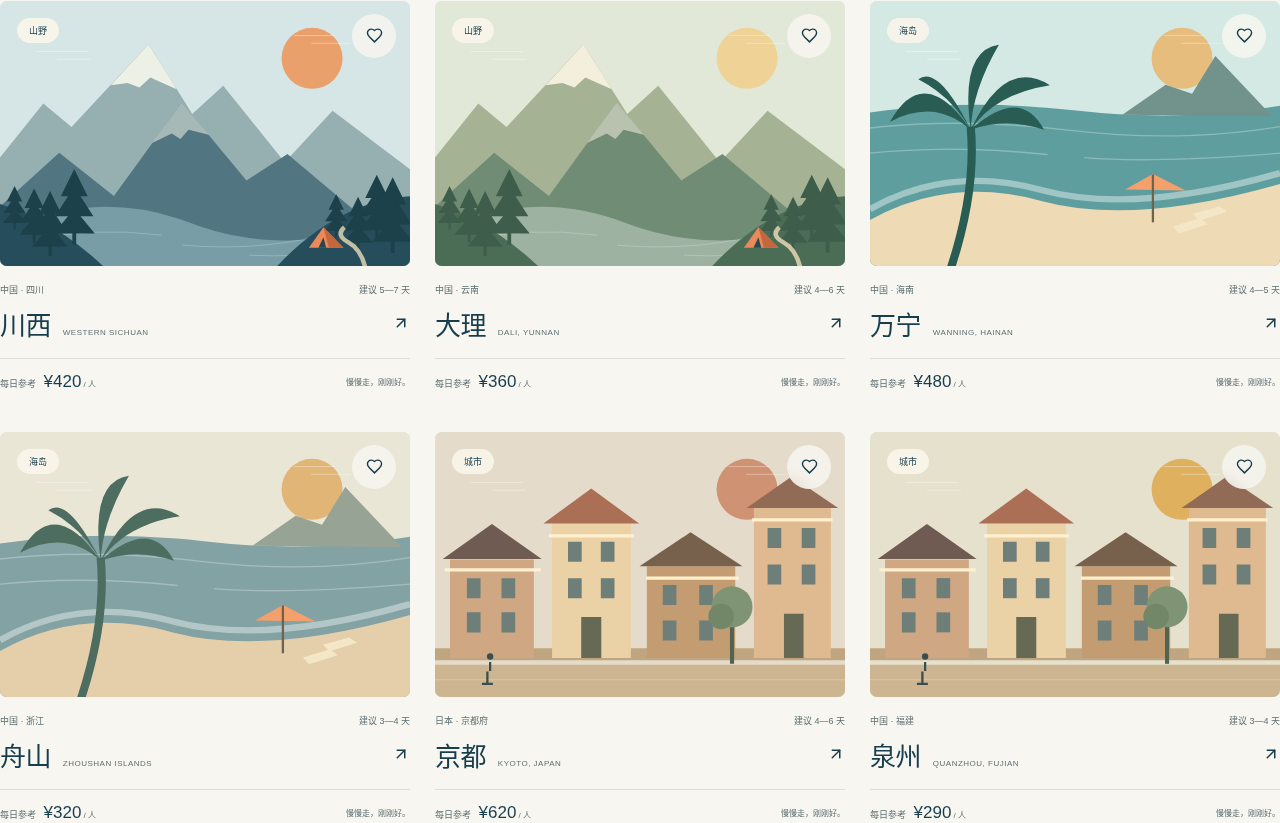 山野
山野
海岛
中国 · 四川 建议 5—7 天
中国 · 云南 建议 4—6 天
中国 · 海南 建议 4—5 天
川西 WESTERN SICHUAN
大理 DALI, YUNNAN
万宁 WANNING, HAINAN
每日参考 ¥420 / 人 慢慢走，刚刚好。
每日参考 ¥360 / 人 慢慢走，刚刚好。
每日参考 ¥480 / 人 慢慢走，刚刚好。
海岛
城市
城市
中国 · 浙江 建议 3—4 天
日本 · 京都府 建议 4—6 天
中国 · 福建 建议 3—4 天
舟山 ZHOUSHAN ISLANDS
京都 KYOTO, JAPAN
泉州 QUANZHOU, FUJIAN
每日参考 ¥320 / 人 慢慢走，刚刚好。
每日参考 ¥620 / 人 慢慢走，刚刚好。
每日参考 ¥290 / 人 慢慢走，刚刚好。